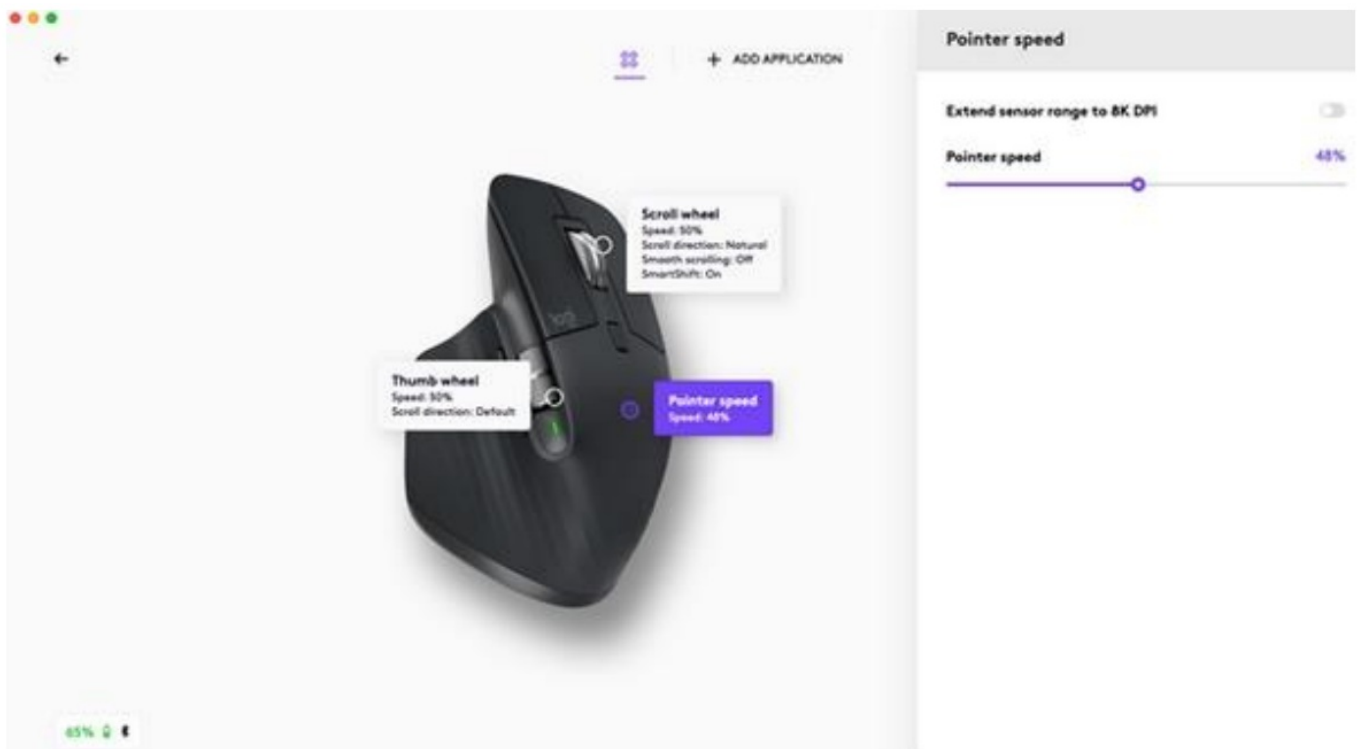 ADD APPLICATION
Scroll wheel
Speed: 50%
Scroll direction: Natural
Smooth scrolling: Off
SmartShift: On
Thumb wheel
Speed: 50%
Scroll direction: Default
Pointer speed
Speed: 48%
65%
Pointer speed
Extend sensor range to 8K DPI
Pointer speed 48%